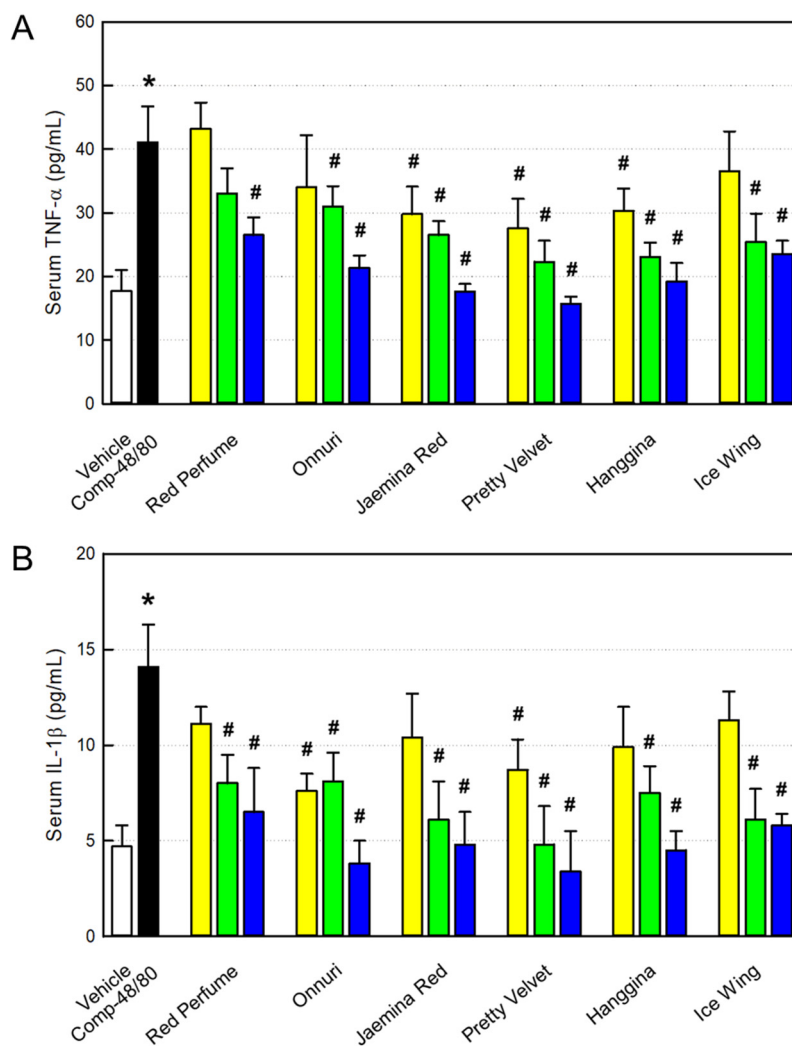 A
Serum TNF-α (pg/mL)
60
50
40
30
20
10
0
*
#
#
#
#
#
#
#
#
#
#
#
#
#
#
Vehicle
Comp-48/80
Red Perfume
Onnuri
Jaemina Red
Pretty Velvet
Hanggina
Ice Wing
B
Serum IL-1β (pg/mL)
20
15
10
5
0
*
#
#
#
#
#
#
#
#
#
#
#
#
#
#
Vehicle
Comp-48/80
Red Perfume
Onnuri
Jaemina Red
Pretty Velvet
Hanggina
Ice Wing